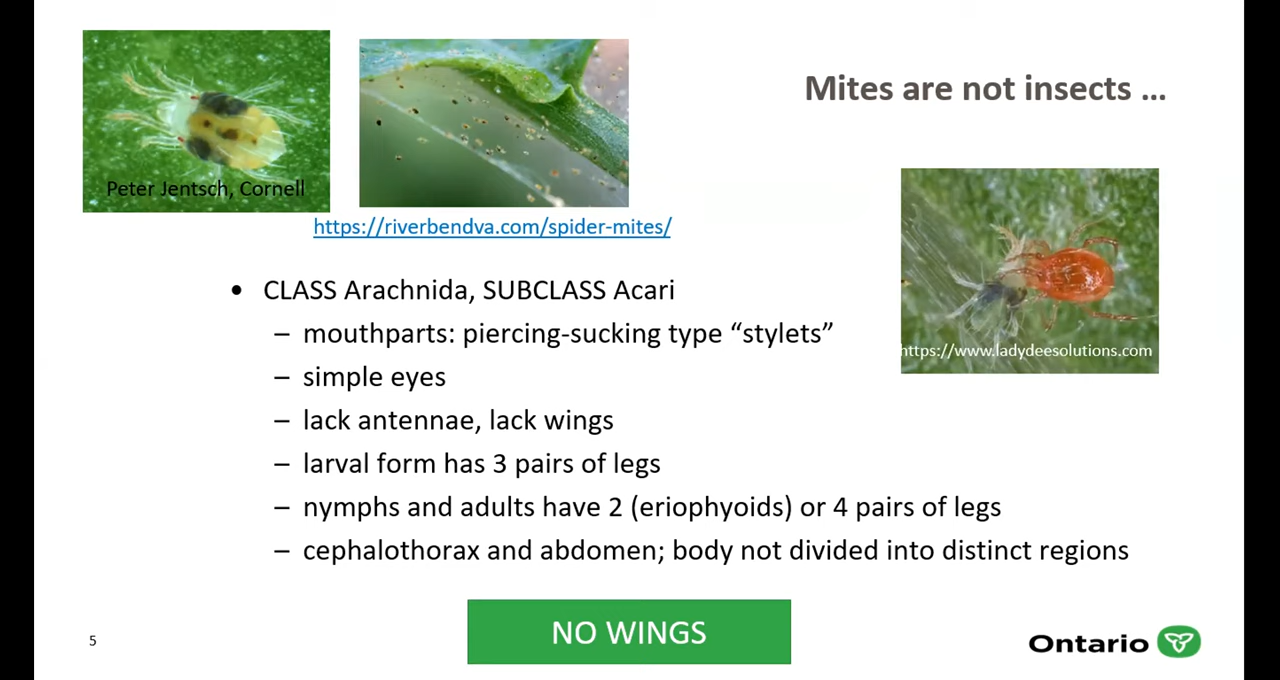 Mites are not insects ...
Peter Jentsch, Cornell
https://riverbendva.com/spider-mites/
https://www.ladydeesolutions.com
• CLASS Arachnida, SUBCLASS Acari
– mouthparts: piercing-sucking type “stylets”
– simple eyes
– lack antennae, lack wings
– larval form has 3 pairs of legs
– nymphs and adults have 2 (eriophyoids) or 4 pairs of legs
– cephalothorax and abdomen; body not divided into distinct regions
NO WINGS
5
Ontario